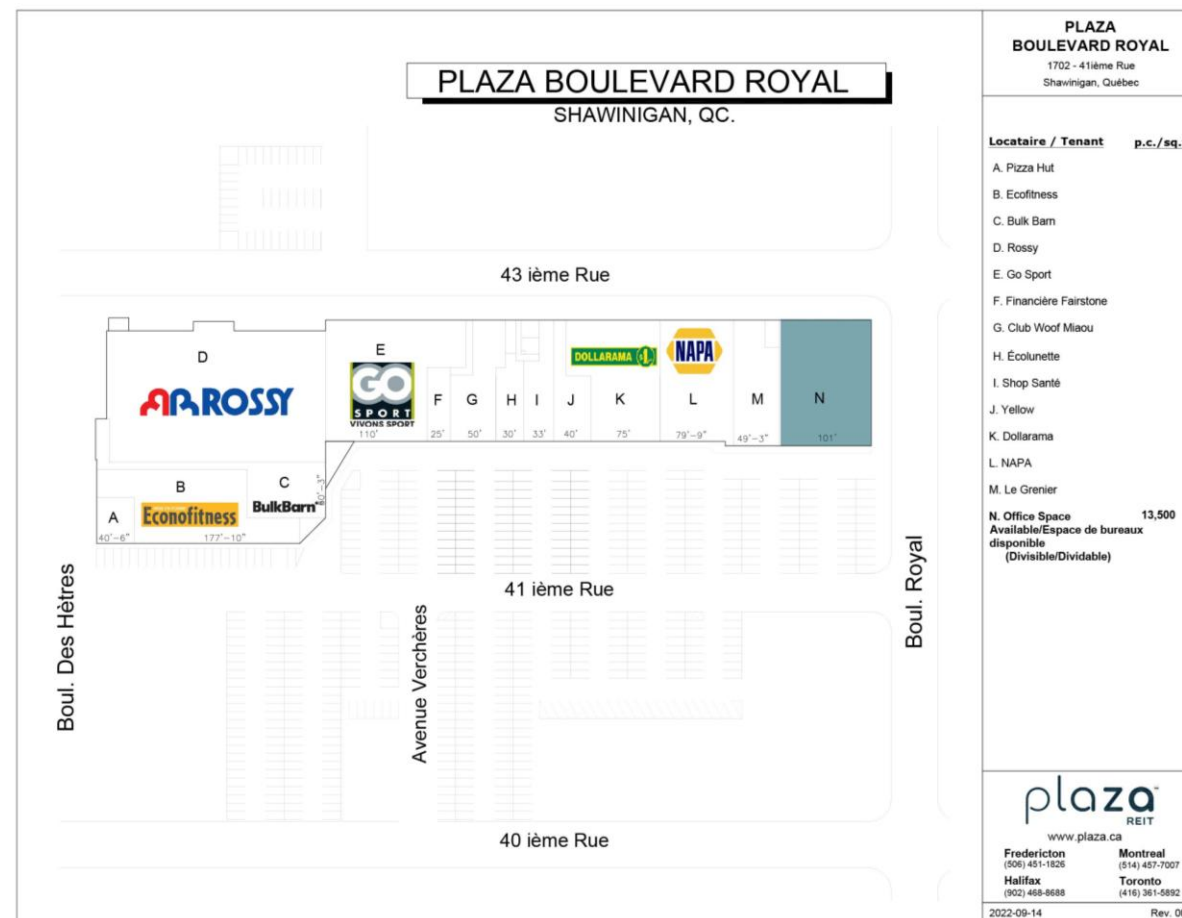 PLAZA BOULEVARD ROYAL
SHAWINIGAN, QC.
43 ième Rue
D
ROSSY
E
GO
SPORT
VIVONS SPORT
110'
F
25'
G
50'
H
30'
I
33'
J
40'
DOLLARAMA $1
K
75'
NAPA
L
79'-9"
M
49'-3"
N
101'
A
40'-6"
B
Econofitness
177'-10"
C
BulkBarn
41 ième Rue
Boul. Des Hètres
Avenue Verchères
Boul. Royal
40 ième Rue
PLAZA
BOULEVARD ROYAL
1702 - 41ième Rue
Shawinigan, Québec
Locataire / Tenant p.c./sq.
A. Pizza Hut
B. Ecofitness
C. Bulk Barn
D. Rossy
E. Go Sport
F. Financière Fairstone
G. Club Woof Miaou
H. Écolunette
I. Shop Santé
J. Yellow
K. Dollarama
L. NAPA
M. Le Grenier
N. Office Space 13,500
Available/Espace de bureaux
disponible
(Divisible/Dividable)
plaza
REIT
www.plaza.ca
Fredericton Montreal
(506) 451-1826 (514) 457-7007
Halifax Toronto
(902) 468-8688 (416) 361-5892
2022-09-14 Rev.